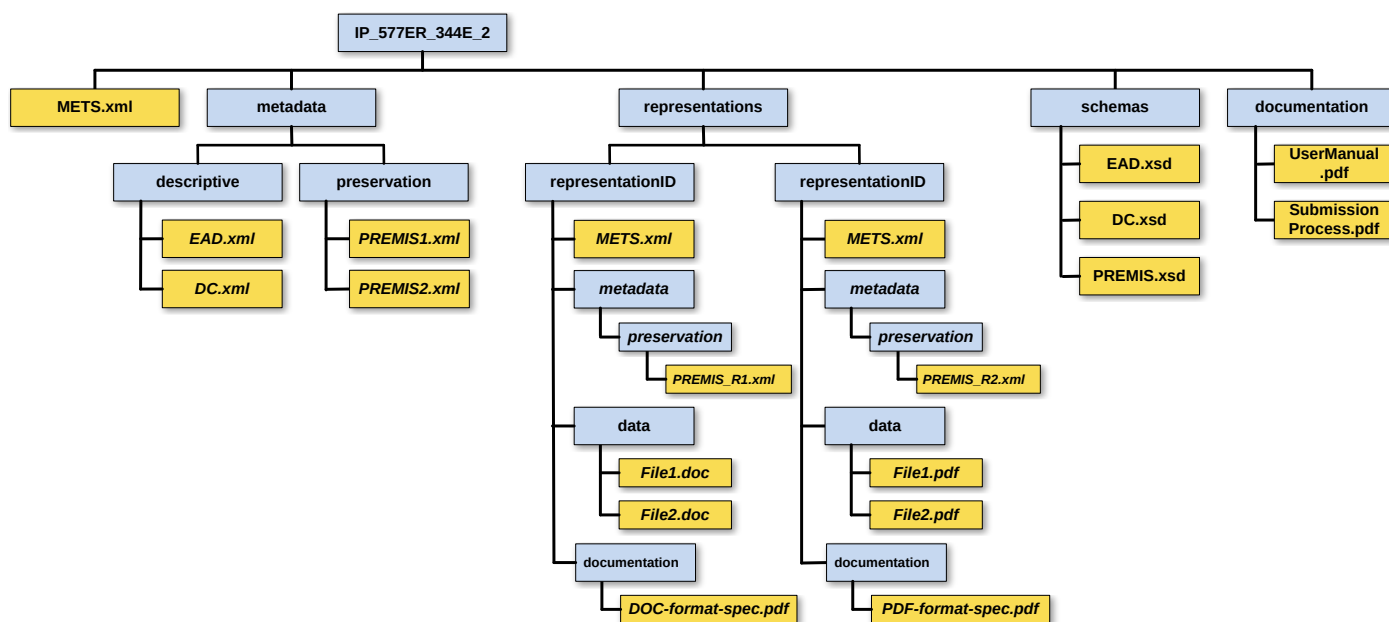 IP_577ER_344E_2
METS.xml
metadata
representations
schemas
documentation
descriptive
preservation
EAD.xml
DC.xml
PREMIS1.xml
PREMIS2.xml
representationID
METS.xml
metadata
preservation
PREMIS_R1.xml
data
File1.doc
File2.doc
documentation
DOC-format-spec.pdf
representationID
METS.xml
metadata
preservation
PREMIS_R2.xml
data
File1.pdf
File2.pdf
documentation
PDF-format-spec.pdf
EAD.xsd
DC.xsd
PREMIS.xsd
UserManual
.pdf
Submission
Process.pdf